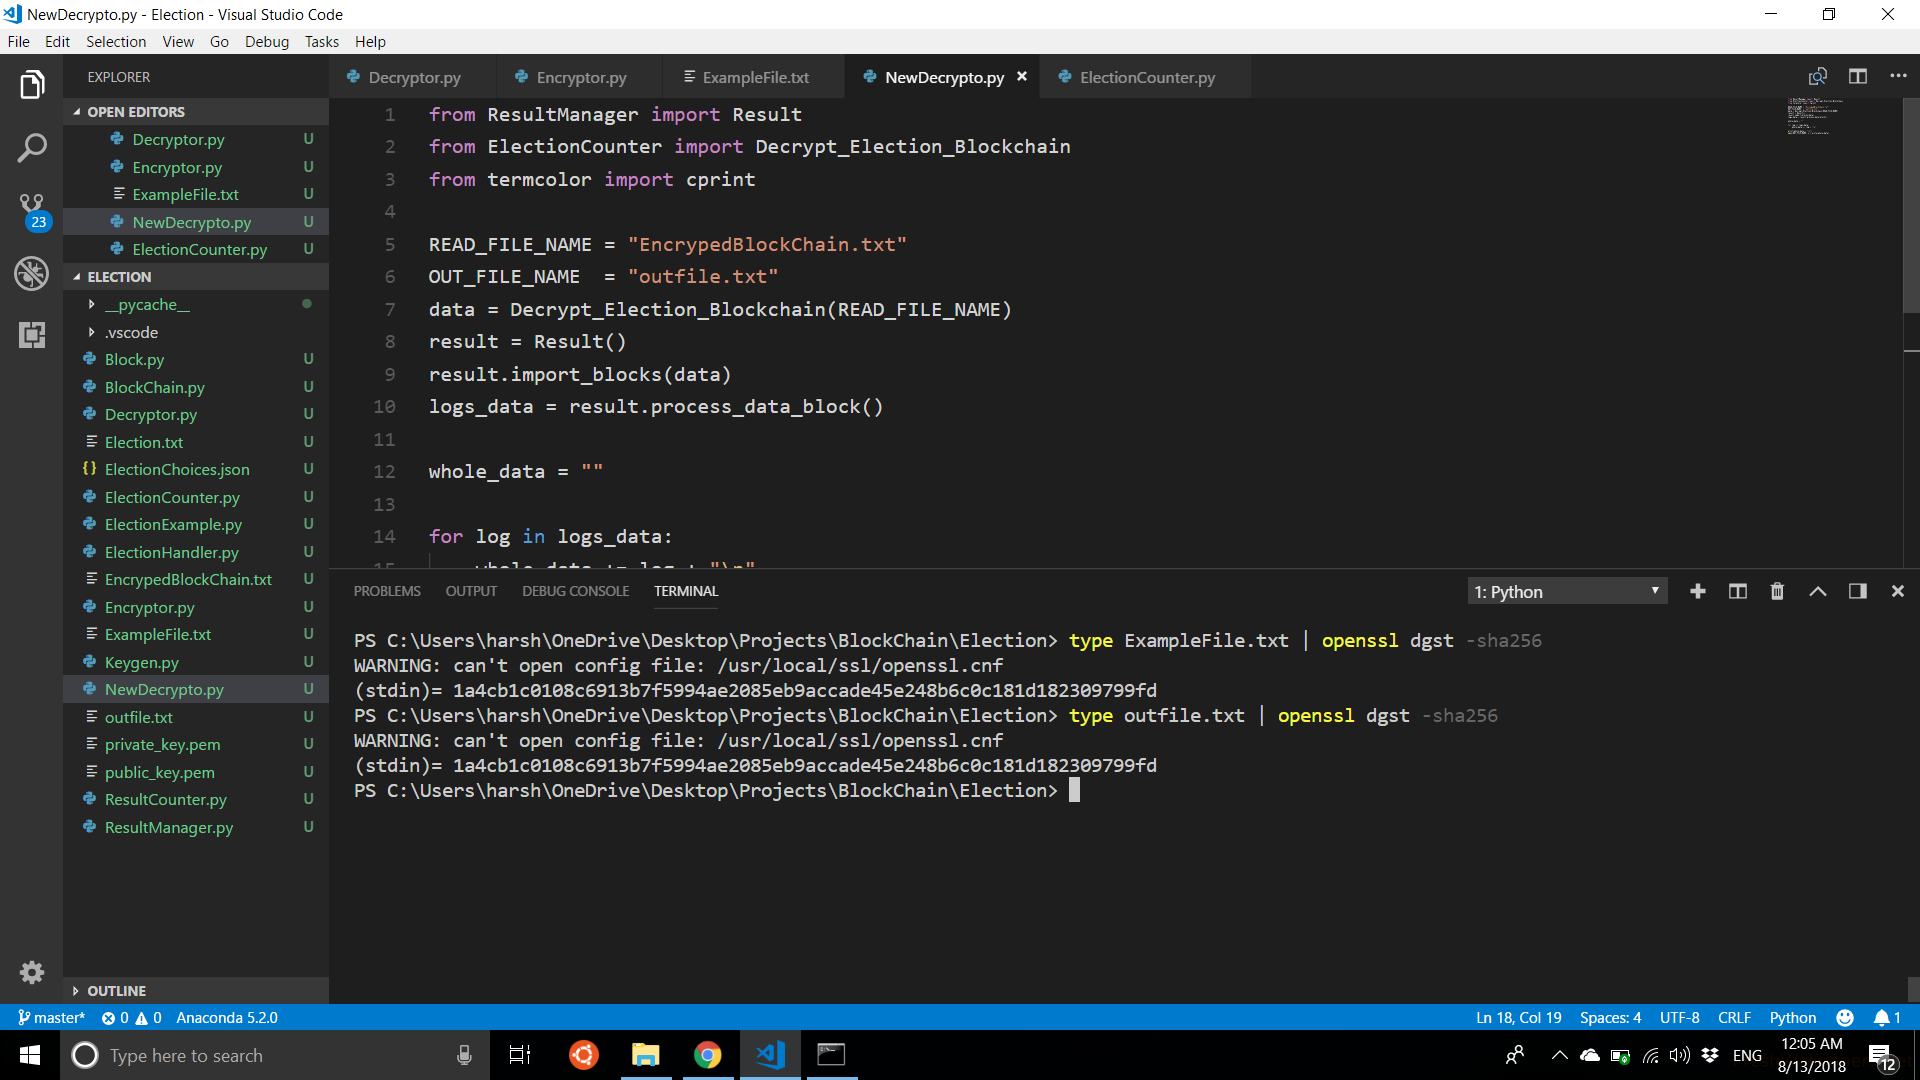 NewDecrypto.py - Election - Visual Studio Code
File Edit Selection View Go Debug Tasks Help
EXPLORER
OPEN EDITORS
Decryptor.py U
Encryptor.py U
ExampleFile.txt U
NewDecrypto.py U
ElectionCounter.py U
23
ELECTION
__pycache__
.vscode
Block.py U
BlockChain.py U
Decryptor.py U
Election.txt U
{} ElectionChoices.json U
ElectionCounter.py U
ElectionExample.py U
ElectionHandler.py U
EncrypedBlockChain.txt U
Encryptor.py U
ExampleFile.txt U
Keygen.py U
NewDecrypto.py U
outfile.txt U
private_key.pem U
public_key.pem U
ResultCounter.py U
ResultManager.py U
OUTLINE
Decryptor.py Encryptor.py ExampleFile.txt NewDecrypto.py ElectionCounter.py
1 from ResultManager import Result
2 from ElectionCounter import Decrypt_Election_Blockchain
3 from termcolor import cprint
4
5 READ_FILE_NAME = "EncrypedBlockChain.txt"
6 OUT_FILE_NAME  = "outfile.txt"
7 data = Decrypt_Election_Blockchain(READ_FILE_NAME)
8 result = Result()
9 result.import_blocks(data)
10 logs_data = result.process_data_block()
11
12 whole_data = ""
13
14 for log in logs_data:
15 whole_data += log + "\n"
PROBLEMS OUTPUT DEBUG CONSOLE TERMINAL
1: Python
PS C:\Users\harsh\OneDrive\Desktop\Projects\BlockChain\Election> type ExampleFile.txt | openssl dgst -sha256
WARNING: can't open config file: /usr/local/ssl/openssl.cnf
(stdin)= 1a4cb1c0108c6913b7f5994ae2085eb9accade45e248b6c0c181d182309799fd
PS C:\Users\harsh\OneDrive\Desktop\Projects\BlockChain\Election> type outfile.txt | openssl dgst -sha256
WARNING: can't open config file: /usr/local/ssl/openssl.cnf
(stdin)= 1a4cb1c0108c6913b7f5994ae2085eb9accade45e248b6c0c181d182309799fd
PS C:\Users\harsh\OneDrive\Desktop\Projects\BlockChain\Election>
master* 0 0 Anaconda 5.2.0
Ln 18, Col 19 Spaces: 4 UTF-8 CRLF Python 1
Type here to search
ENG
12:05 AM
8/13/2018
12